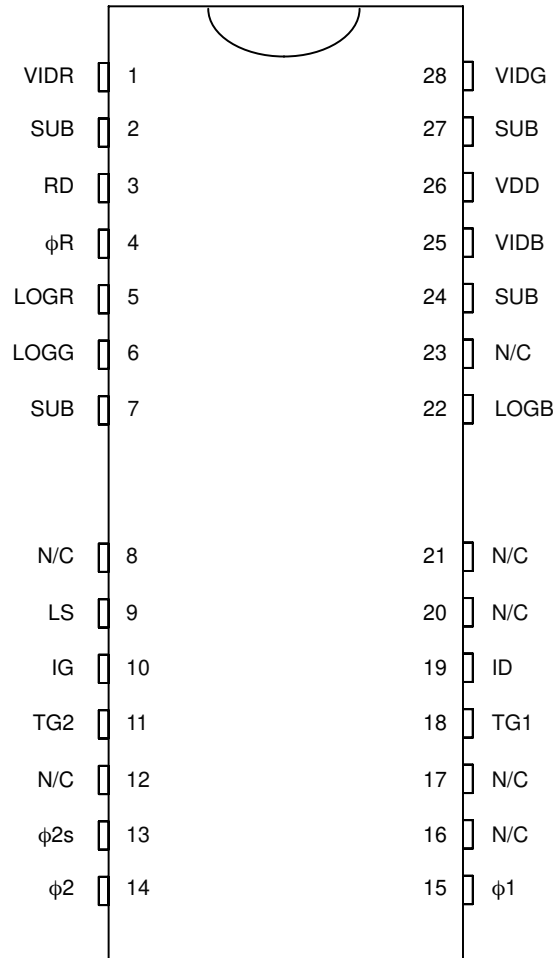 VIDR 1 28 VIDG
SUB 2 27 SUB
RD 3 26 VDD
ϕR 4 25 VIDB
LOGR 5 24 SUB
LOGG 6 23 N/C
SUB 7 22 LOGB
N/C 8 21 N/C
LS 9 20 N/C
IG 10 19 ID
TG2 11 18 TG1
N/C 12 17 N/C
ϕ2s 13 16 N/C
ϕ2 14 15 ϕ1